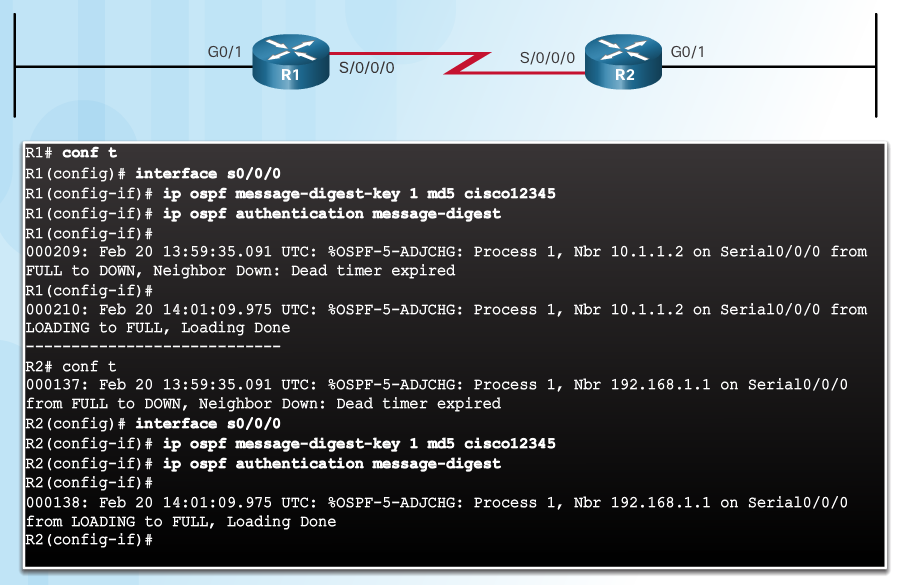 G0/1
R1
S/0/0/0
S/0/0/0
R2
G0/1
R1# conf t
R1(config)# interface s0/0/0
R1(config-if)# ip ospf message-digest-key 1 md5 cisco12345
R1(config-if)# ip ospf authentication message-digest
R1(config-if)#
000209: Feb 20 13:59:35.091 UTC: %OSPF-5-ADJCHG: Process 1, Nbr 10.1.1.2 on Serial0/0/0 from
FULL to DOWN, Neighbor Down: Dead timer expired
R1(config-if)#
000210: Feb 20 14:01:09.975 UTC: %OSPF-5-ADJCHG: Process 1, Nbr 10.1.1.2 on Serial0/0/0 from
LOADING to FULL, Loading Done
----------------------------
R2# conf t
000137: Feb 20 13:59:35.091 UTC: %OSPF-5-ADJCHG: Process 1, Nbr 192.168.1.1 on Serial0/0/0
from FULL to DOWN, Neighbor Down: Dead timer expired
R2(config)# interface s0/0/0
R2(config-if)# ip ospf message-digest-key 1 md5 cisco12345
R2(config-if)# ip ospf authentication message-digest
R2(config-if)#
000138: Feb 20 14:01:09.975 UTC: %OSPF-5-ADJCHG: Process 1, Nbr 192.168.1.1 on Serial0/0/0
from LOADING to FULL, Loading Done
R2(config-if)#